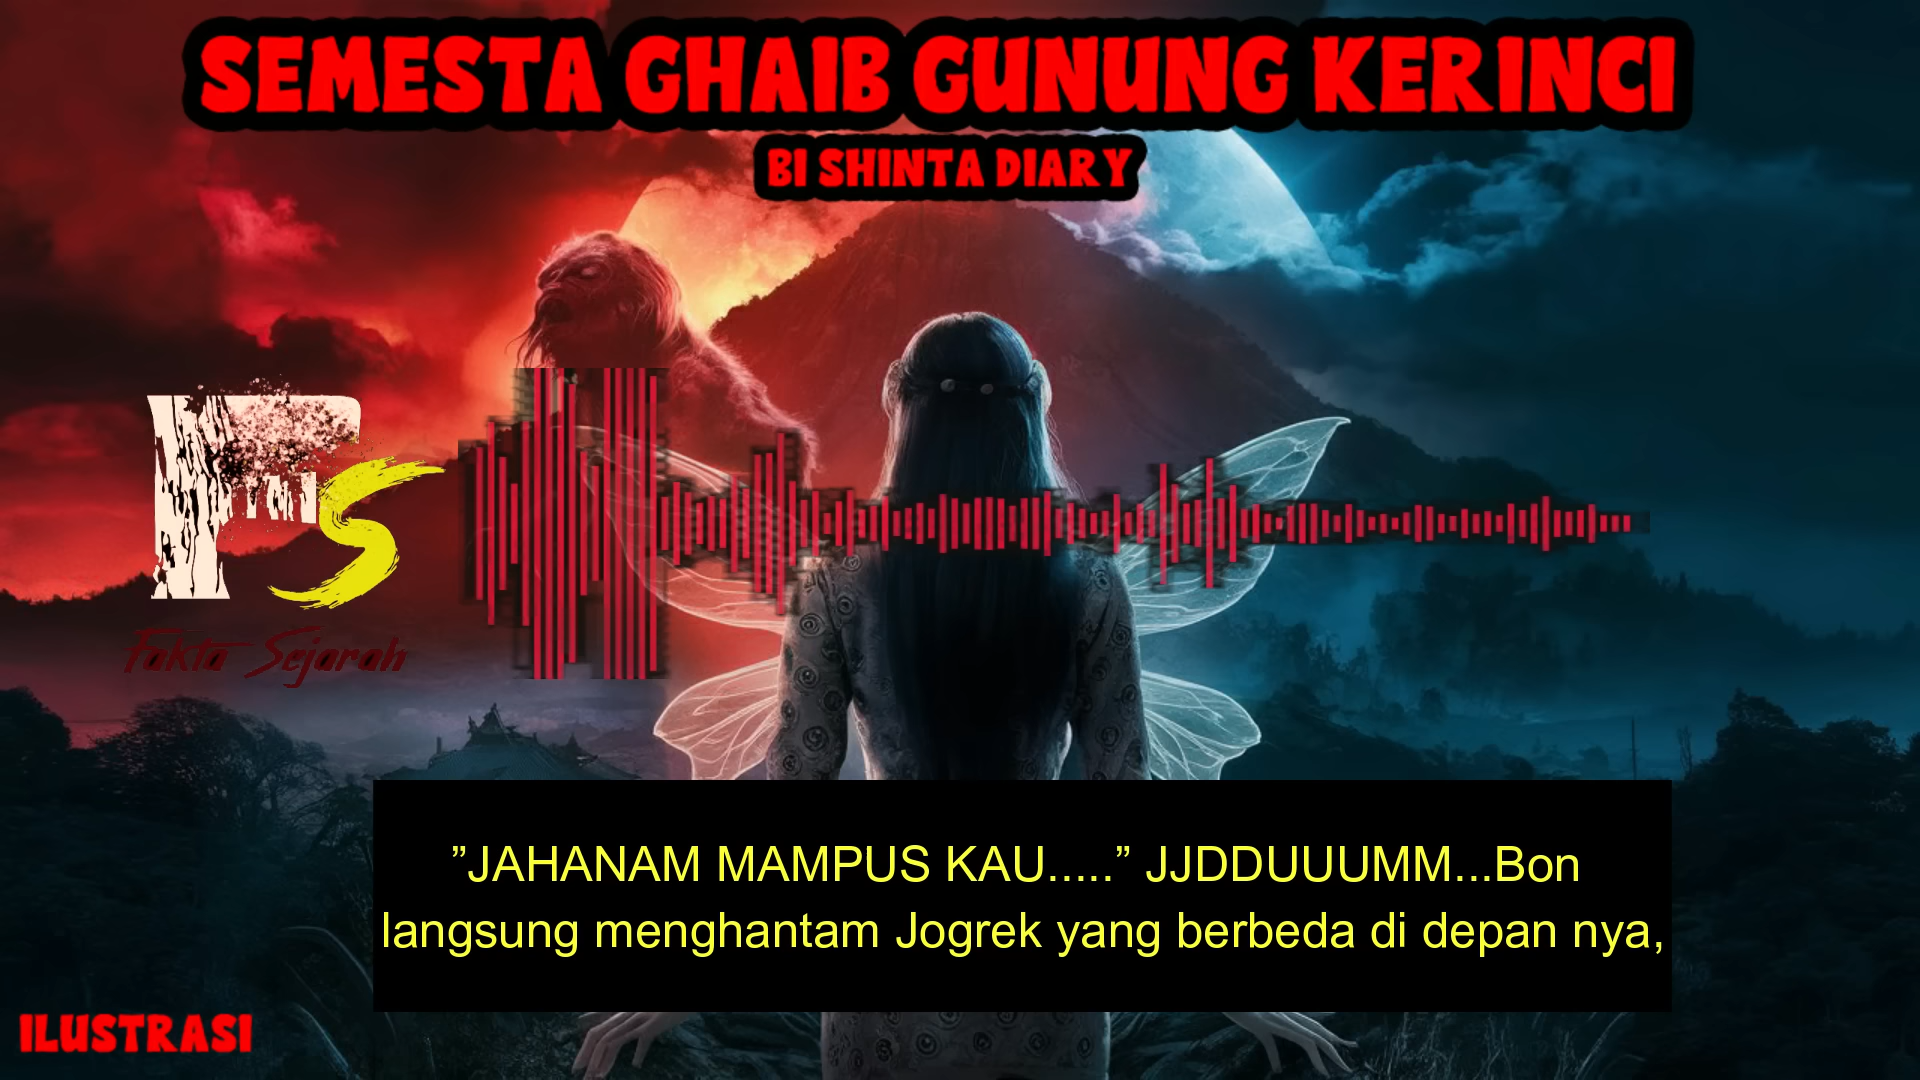 SEMESTA GHAIB GUNUNG KERINCI
BI SHINTA DIARY
FS
Fakta Sejarah
”JAHANAM MAMPUS KAU.....” JJDDUUUMM...Bon
langsung menghantam Jogrek yang berbeda di depan nya,
ILUSTRASI